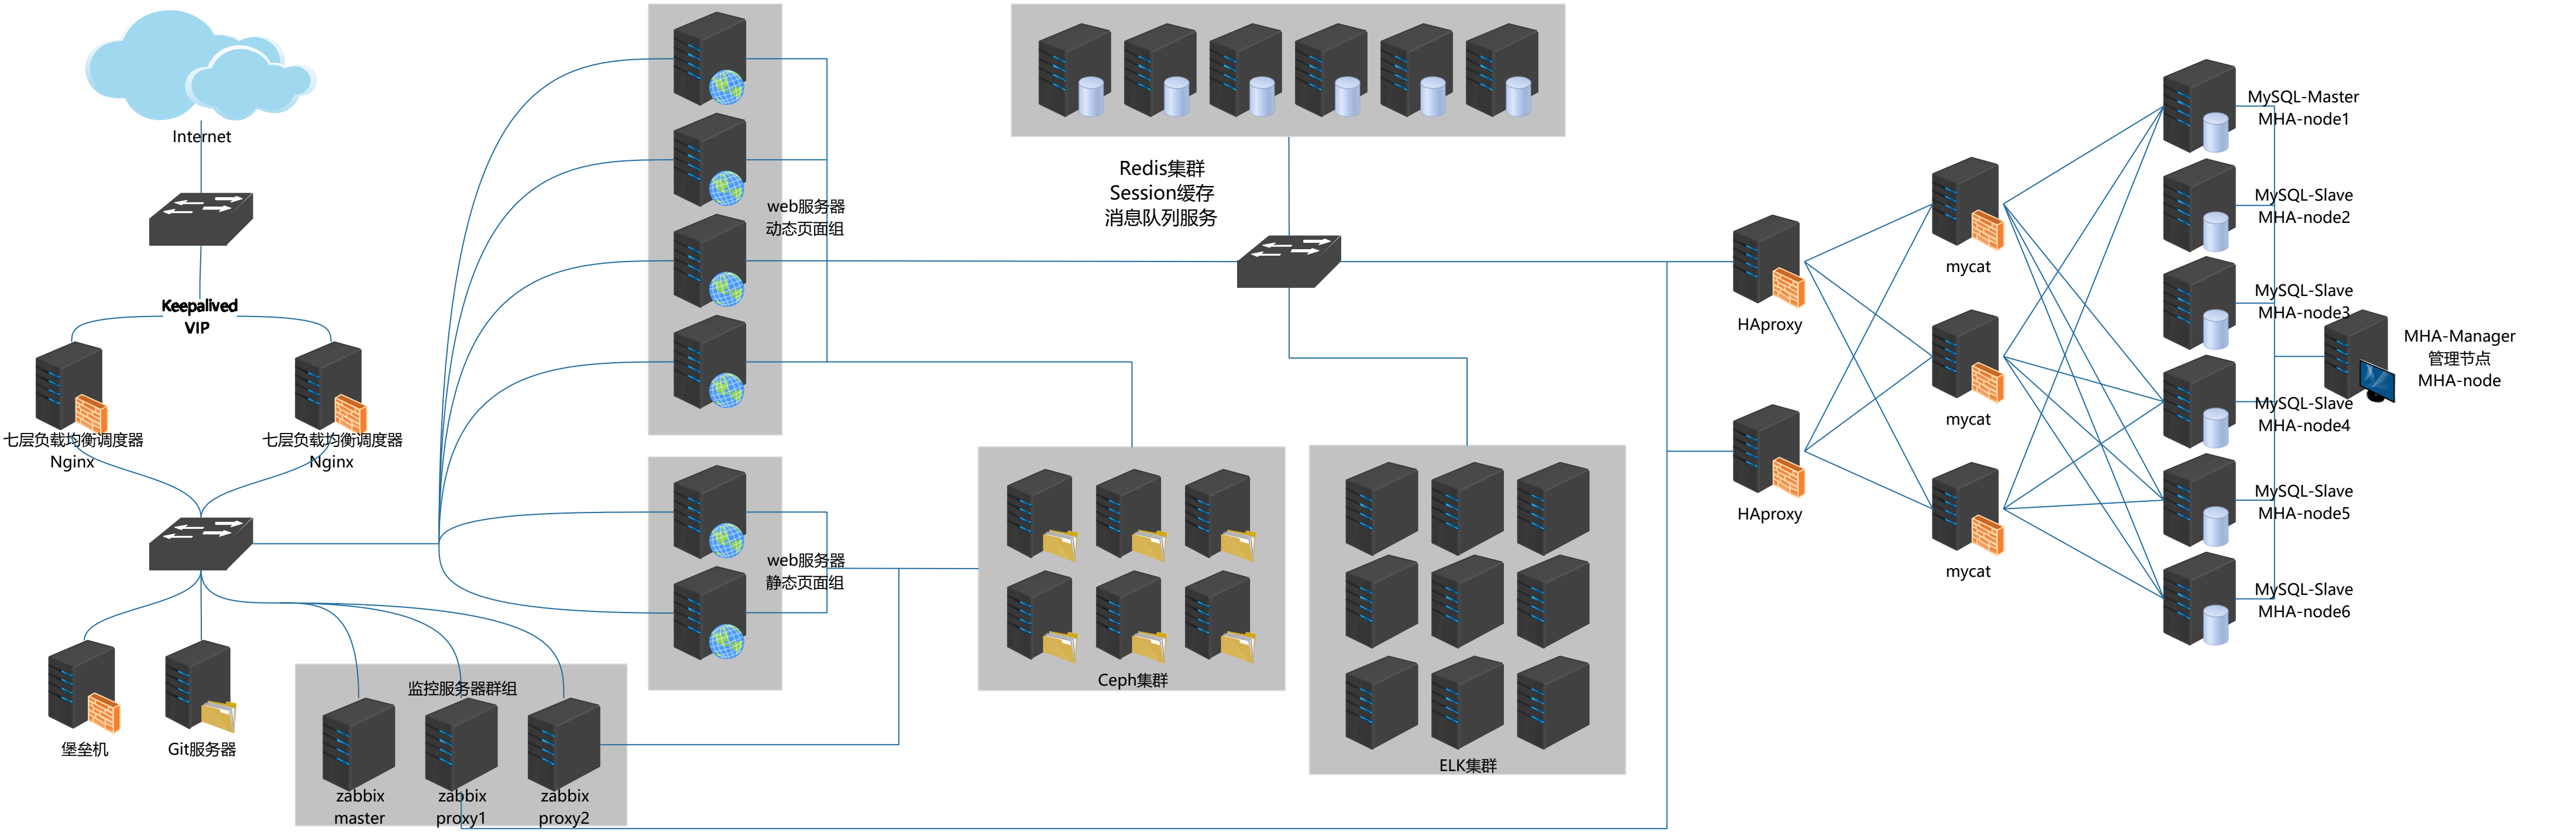 Internet
Keepalived
VIP
七层负载均衡调度器
Nginx
七层负载均衡调度器
Nginx
堡垒机
Git服务器
监控服务器群组
zabbix
master
zabbix
proxy1
zabbix
proxy2
web服务器
动态页面组
web服务器
静态页面组
Redis集群
Session缓存
消息队列服务
Ceph集群
ELK集群
HAproxy
HAproxy
mycat
mycat
mycat
MySQL-Master
MHA-node1
MySQL-Slave
MHA-node2
MySQL-Slave
MHA-node3
MySQL-Slave
MHA-node4
MySQL-Slave
MHA-node5
MySQL-Slave
MHA-node6
MHA-Manager
管理节点
MHA-node